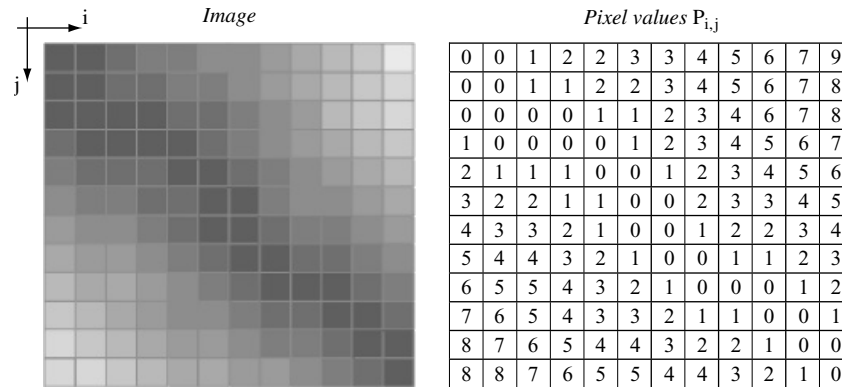 i
Image
Pixel values P i,j
j
0 0 1 2 2 3 3 4 5 6 7 9
0 0 1 1 2 2 3 4 5 6 7 8
0 0 0 0 1 1 2 3 4 6 7 8
1 0 0 0 0 1 2 3 4 5 6 7
2 1 1 1 0 0 1 2 3 4 5 6
3 2 2 1 1 0 0 2 3 3 4 5
4 3 3 2 1 0 0 1 2 2 3 4
5 4 4 3 2 1 0 0 1 1 2 3
6 5 5 4 3 2 1 0 0 0 1 2
7 6 5 4 3 3 2 1 1 0 0 1
8 7 6 5 4 4 3 2 2 1 0 0
8 8 7 6 5 5 4 4 3 2 1 0